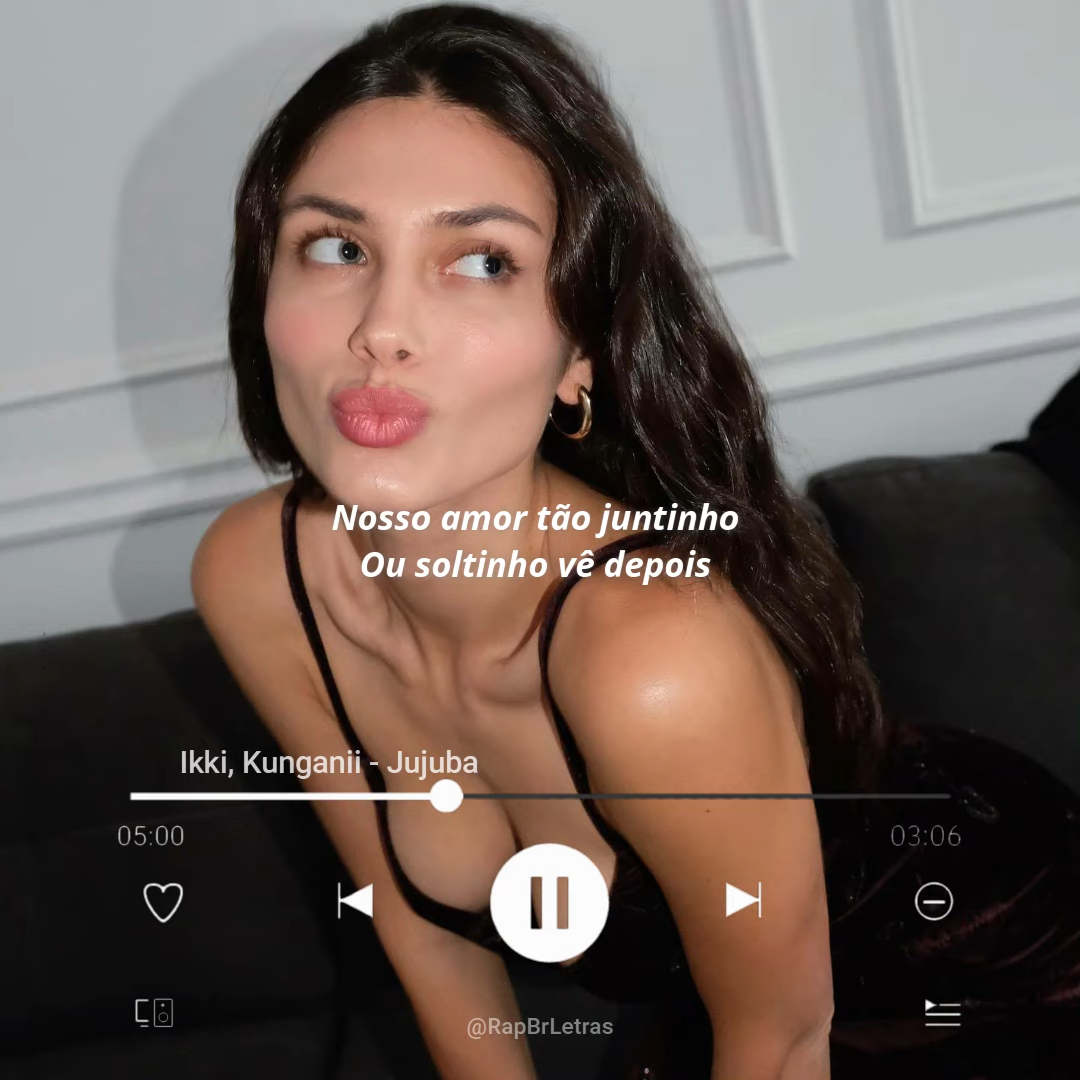 Nosso amor tão juntinho
Ou soltinho vê depois
Ikki, Kunganii - Jujuba
05:00
03:06
@RapBrLetras